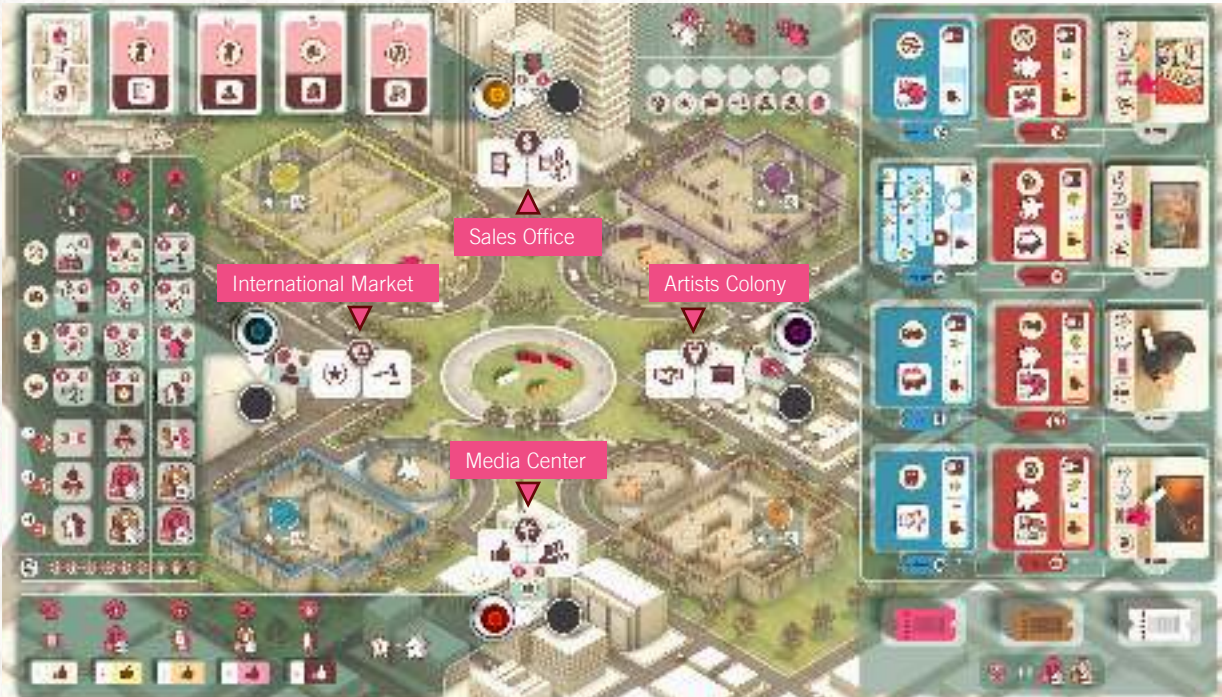 Sales Office
International Market
Artists Colony
Media Center